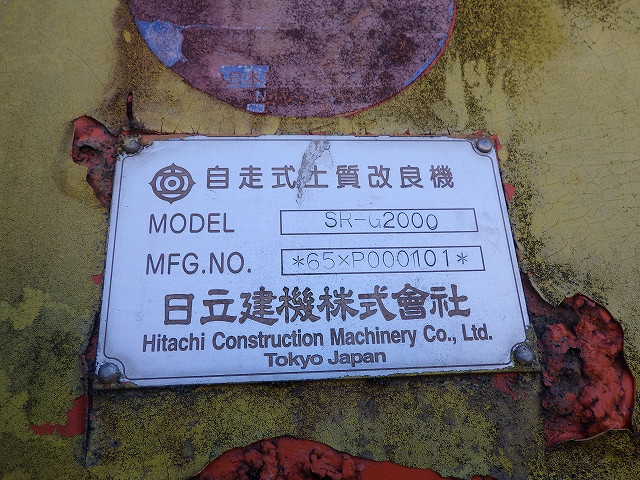 自走式土質改良機
MODEL SR-G2000
MFG.NO. *65×P000101*
日立建機株式會社
Hitachi Construction Machinery Co., Ltd.
Tokyo Japan